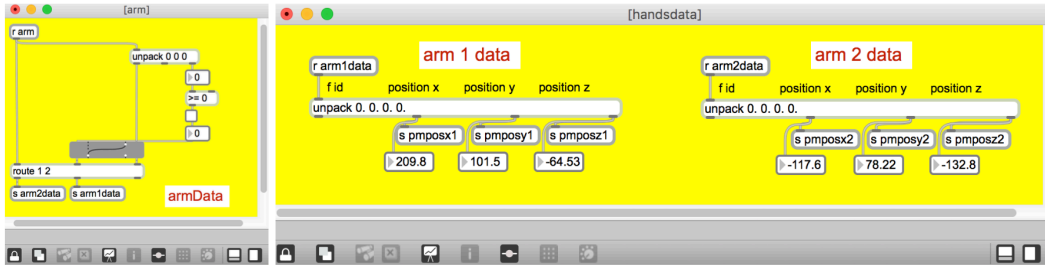 [arm]
r arm
unpack 0 0 0
0
>= 0
0
route 1 2
s arm2data s arm1data
armData
[handsdata]
arm 1 data
r arm1data
f id position x position y position z
unpack 0. 0. 0. 0.
s pmposx1 s pmposy1 s pmposz1
209.8 101.5 -64.53
arm 2 data
r arm2data
f id position x position y position z
unpack 0. 0. 0. 0.
s pmposx2 s pmposy2 s pmposz2
-117.6 78.22 -132.8